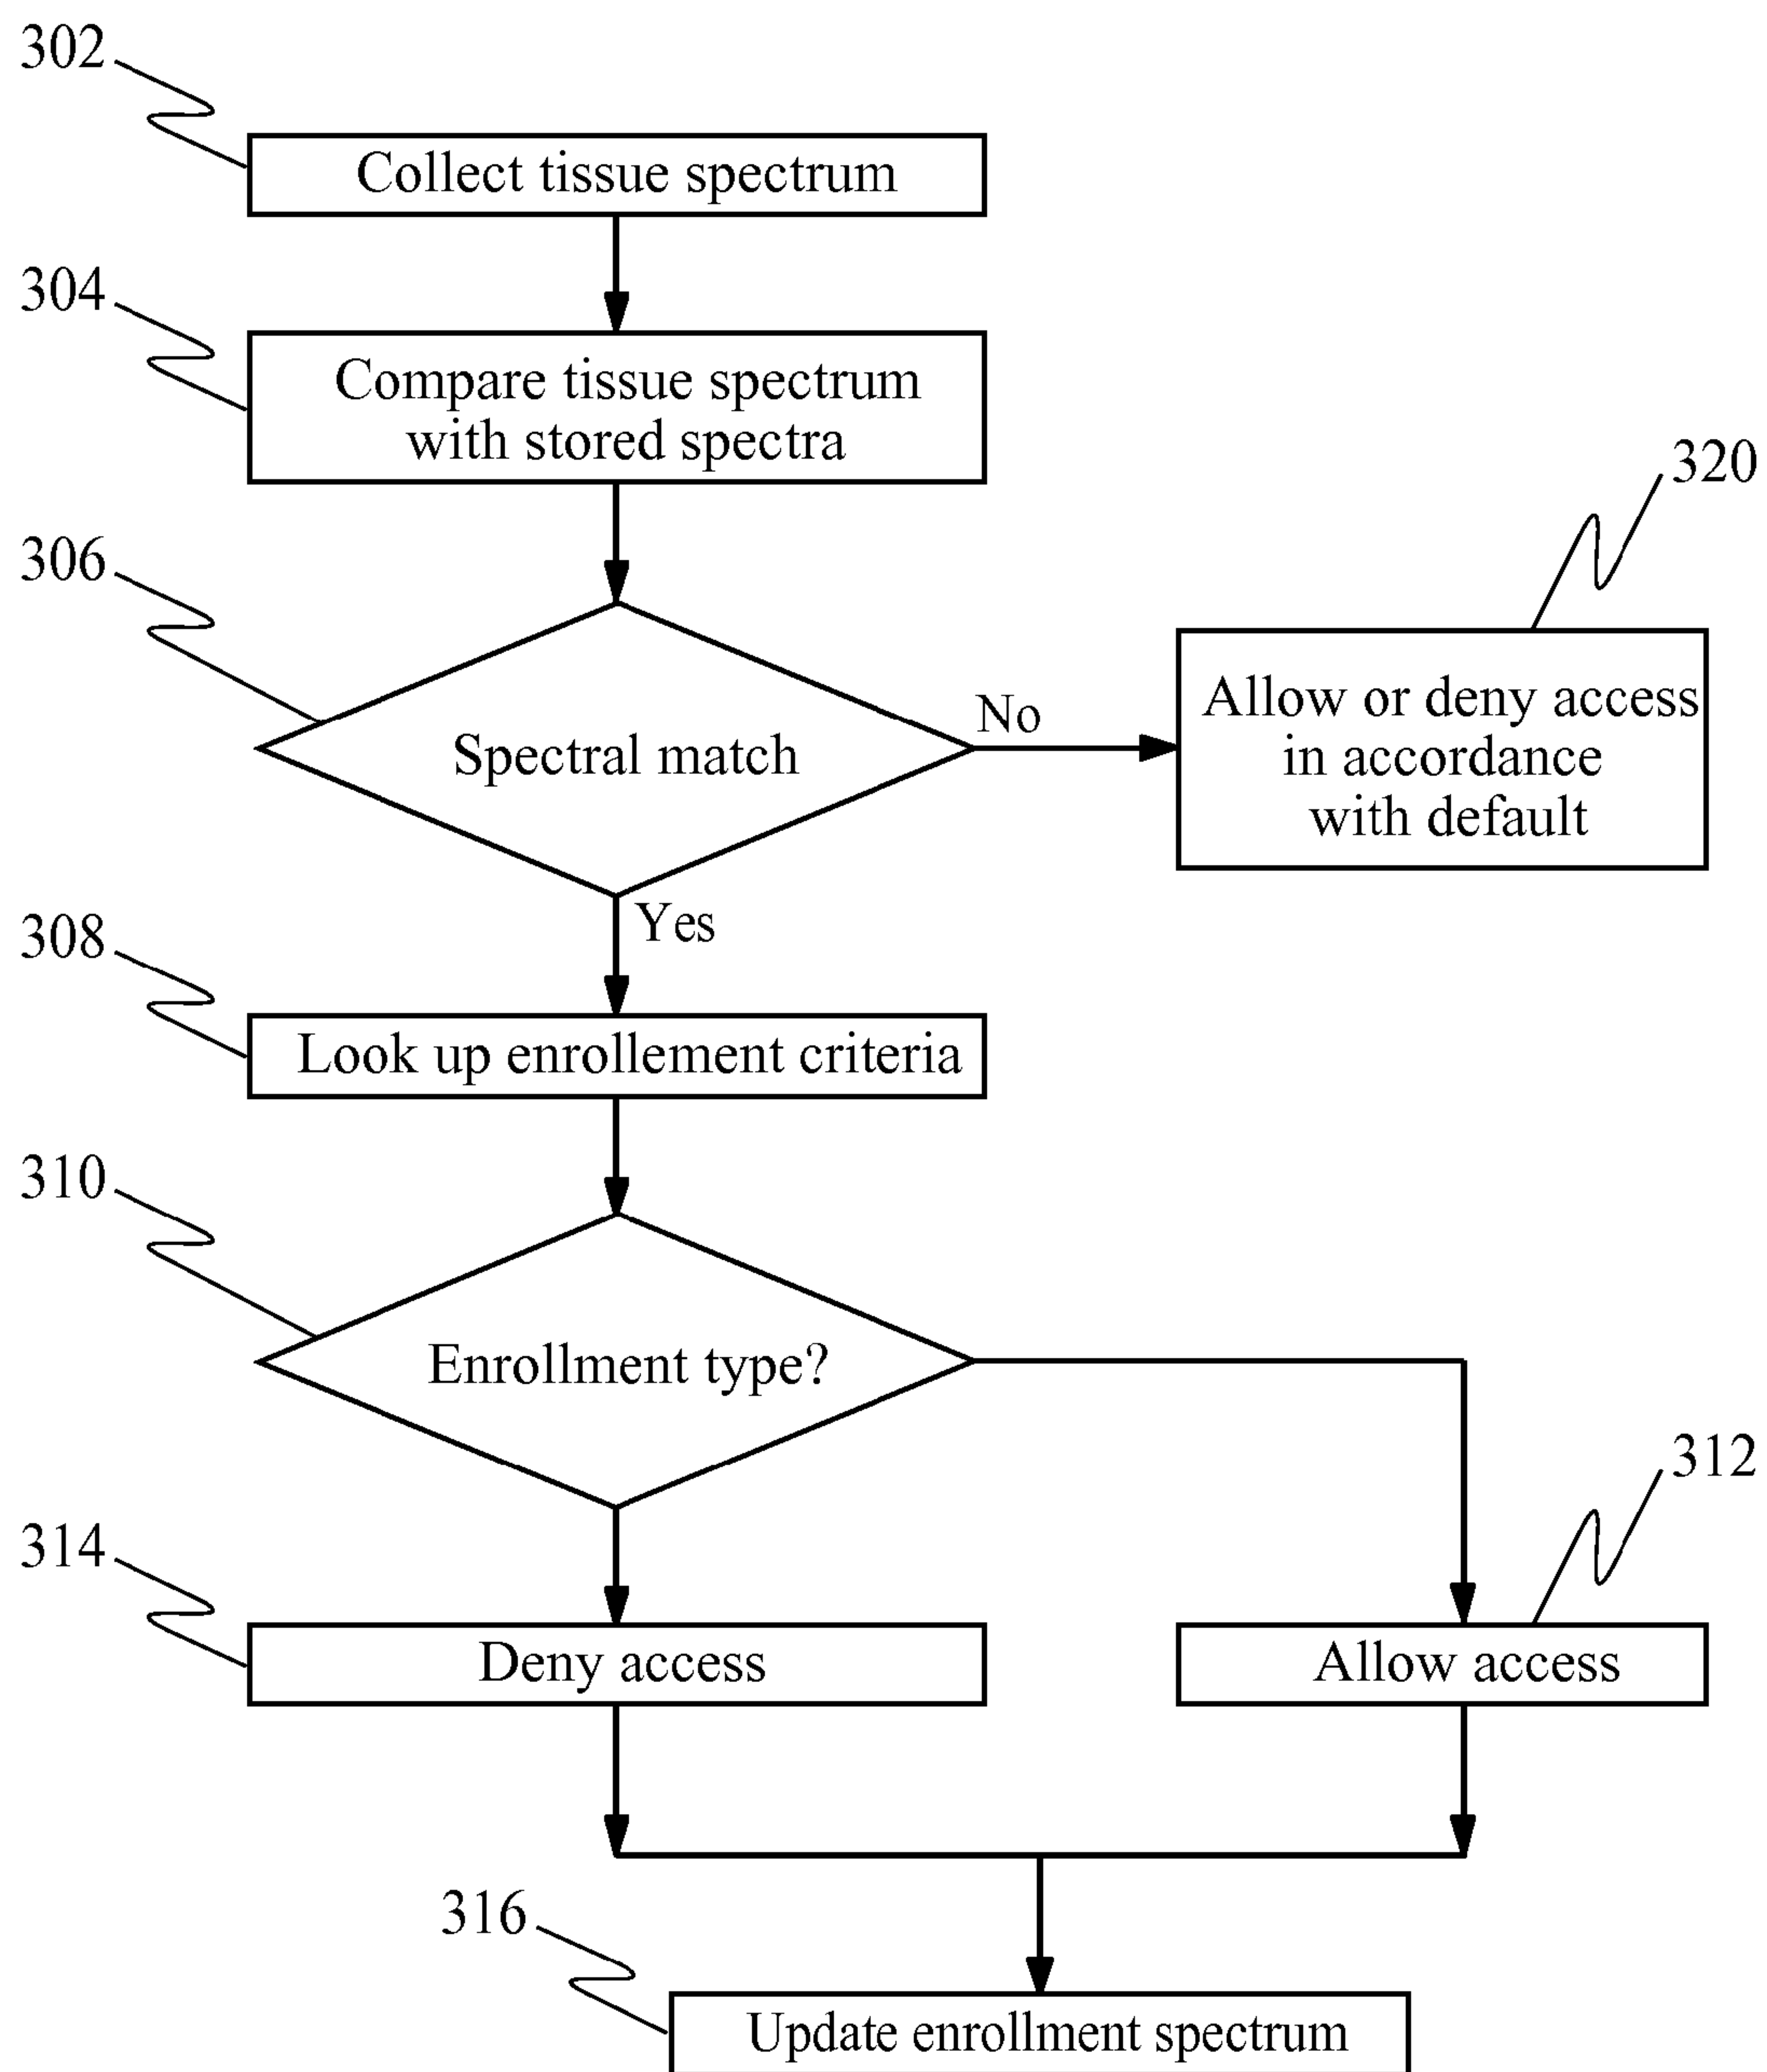 302
Collect tissue spectrum
304
Compare tissue spectrum
with stored spectra
320
306
Spectral match
No
Allow or deny access
in accordance
with default
Yes
308
Look up enrollement criteria
310
Enrollment type?
312
314
Deny access
Allow access
316
Update enrollment spectrum